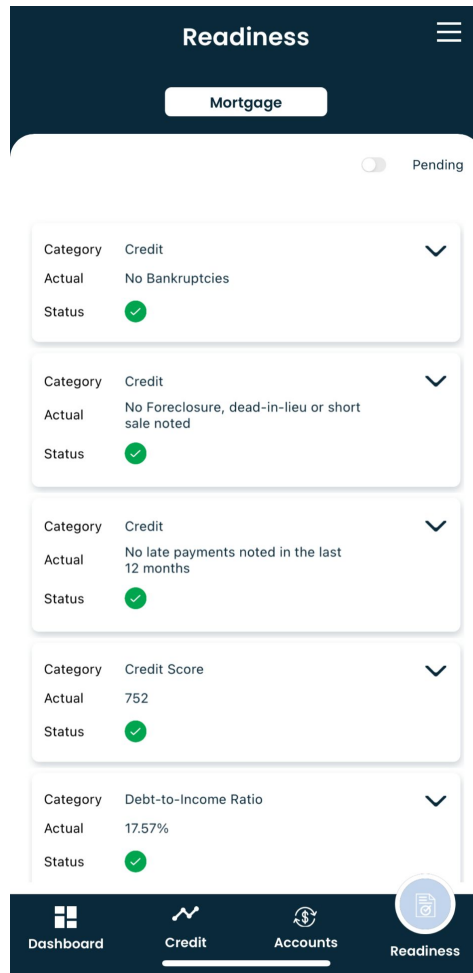 Readiness
Mortgage
Pending
Category Credit
Actual No Bankruptcies
Status
Category Credit
Actual No Foreclosure, dead-in-lieu or short
sale noted
Status
Category Credit
Actual No late payments noted in the last
12 months
Status
Category Credit Score
Actual 752
Status
Category Debt-to-Income Ratio
Actual 17.57%
Status
Dashboard Credit Accounts Readiness